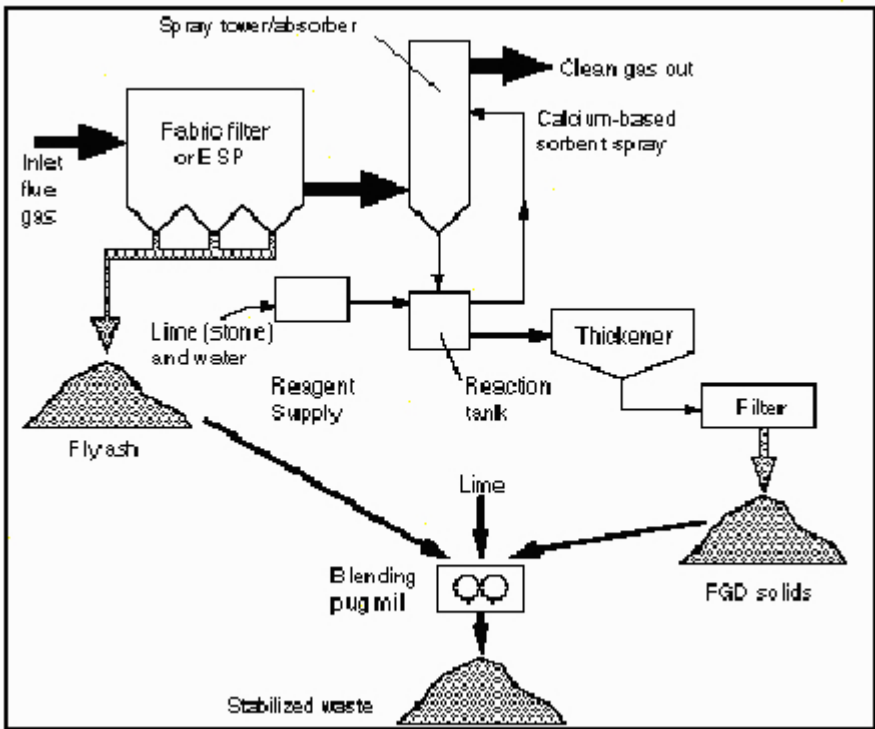 Spray tower/absorber
Clean gas out
Fabric filter
or ESP
Calcium-based
sorbent spray
Inlet
flue
gas
Lime (stone)
and water
Thickener
Reagent
Supply
Reaction
tank
Filter
Fly ash
Lime
Blending
pug mill
FGD solids
Stabilized waste